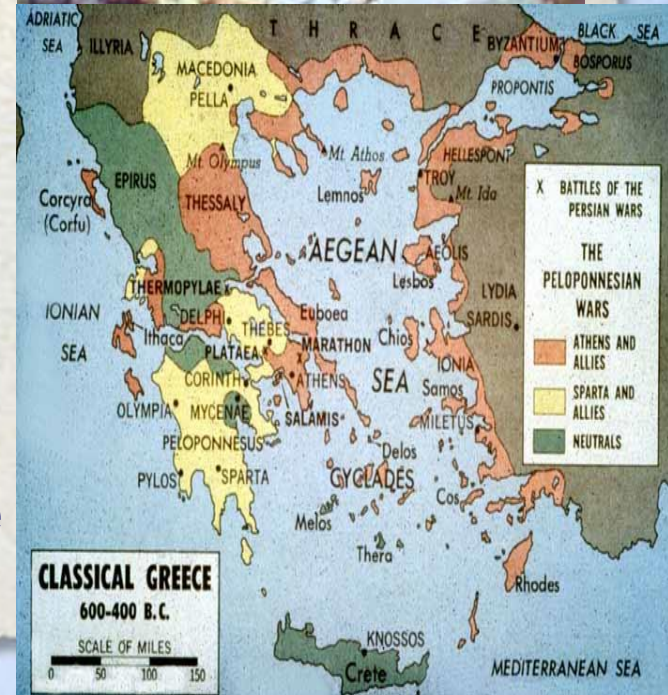 ADRIATIC
SEA
ILLYRIA
THRACE
BYZANTIUM
BLACK SEA
BOSPORUS
MACEDONIA
PELLA
PROPONTIS
Mt. Olympus
Mt. Athos
HELLESPONT
EPIRUS
TROY
Mt. Ida
Corcyra
(Corfu)
THESSALY
Lemnos
X BATTLES OF THE
PERSIAN WARS
AEGEAN
AEOLIS
THE
PELOPONNESIAN
WARS
THERMOPYLAE
Lesbos
LYDIA
IONIAN
SEA
DELPHI
Euboea
SARDIS
Ithaca
THEBES
Chios
ATHENS AND
ALLIES
PLATAEA
MARATHON
IONIA
CORINTH
ATHENS
SEA
Samos
SPARTA AND
ALLIES
OLYMPIA
MYCENAE
SALAMIS
MILETUS
NEUTRALS
PELOPONNESUS
Delos
PYLOS
SPARTA
CYCLADES
Cos
Melos
Thera
CLASSICAL GREECE
600-400 B.C.
Rhodes
SCALE OF MILES
0 50 100 150
KNOSSOS
Crete
MEDITERRANEAN SEA